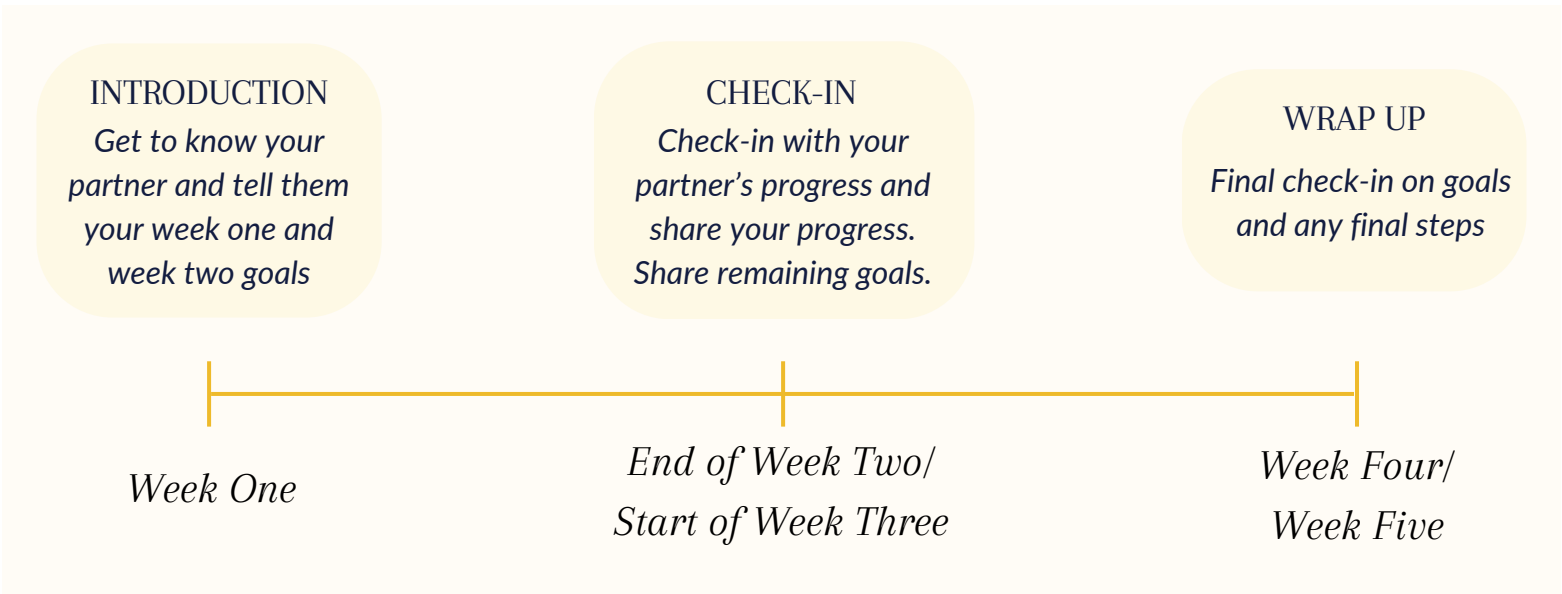 INTRODUCTION
Get to know your
partner and tell them
your week one and
week two goals
CHECK-IN
Check-in with your
partner’s progress and
share your progress.
Share remaining goals.
WRAP UP
Final check-in on goals
and any final steps
Week One
End of Week Two/
Start of Week Three
Week Four/
Week Five